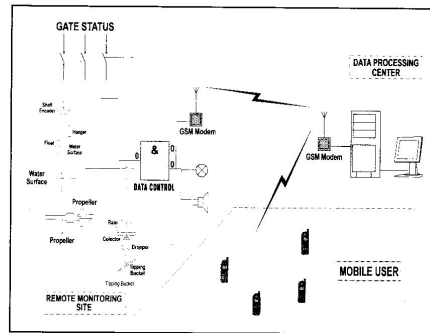 GATE STATUS
DATA PROCESSING
CENTER
Shaft
Encoder
Hanger
Float
Water
Surface
GSM Modem
GSM Modem
&
DATA CONTROL
Water
Surface
Propeller
Propeller
Rain
Colector
Dropper
Tipping
Bucket
Tipping Bucket
REMOTE MONITORING
SITE
MOBILE USER